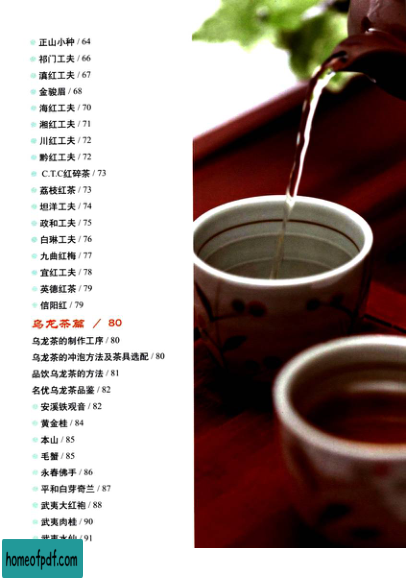 正山小种 / 64
祁门工夫 / 66
滇红工夫 / 67
金骏眉 / 68
海红工夫 / 70
湘红工夫 / 71
川红工夫 / 72
黔红工夫 / 72
C.T.C红碎茶 / 73
荔枝红茶 / 73
坦洋工夫 / 74
政和工夫 / 75
白琳工夫 / 76
九曲红梅 / 77
宜红工夫 / 78
英德红茶 / 79
信阳红 / 79
乌龙茶篇 / 80
乌龙茶的制作工序 / 80
乌龙茶的冲泡方法及茶具选配 / 80
品饮乌龙茶的方法 / 81
名优乌龙茶品鉴 / 82
安溪铁观音 / 82
黄金桂 / 84
本山 / 85
毛蟹 / 85
永春佛手 / 86
平和白芽奇兰 / 87
武夷大红袍 / 88
武夷肉桂 / 90
武夷水仙 / 91
homeofpdf.com